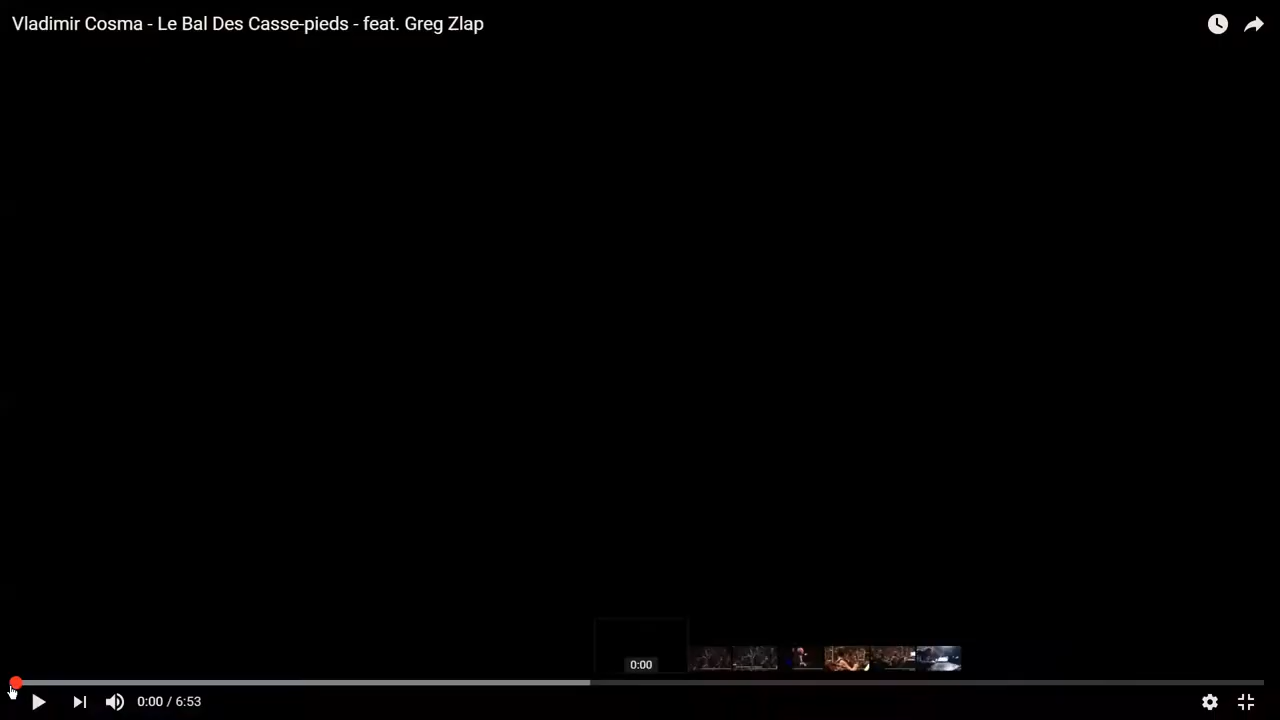 Vladimir Cosma - Le Bal Des Casse-pieds - feat. Greg Zlap
0:00
0:00 / 6:53